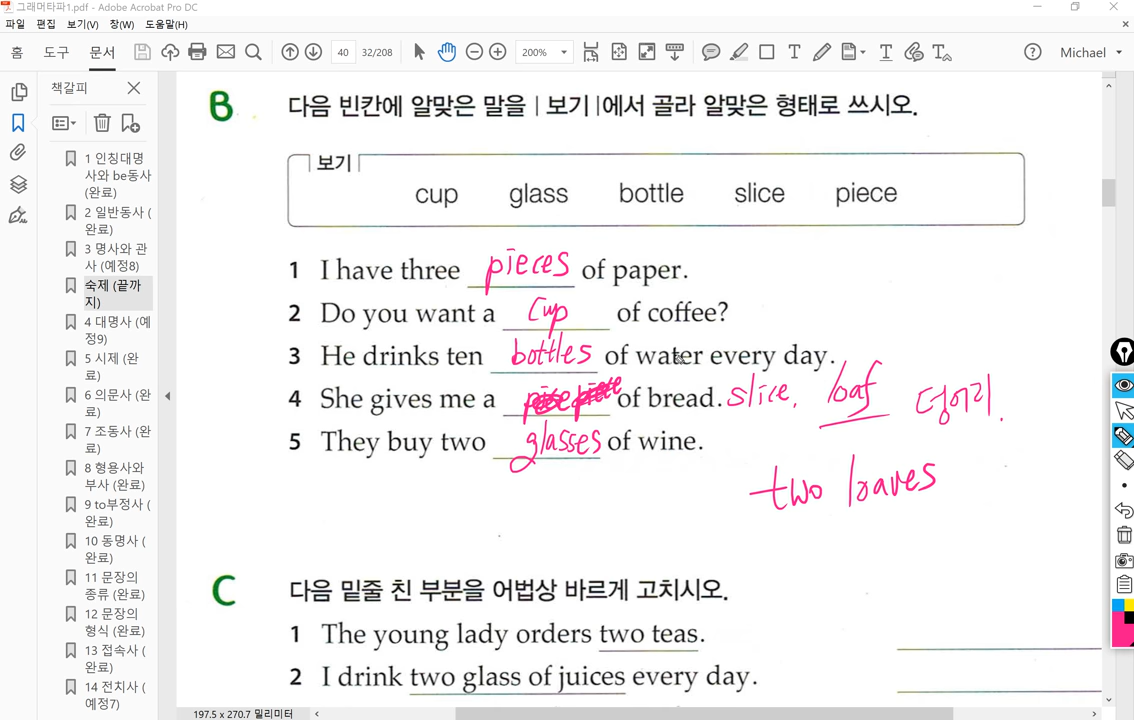 그래머타파1.pdf - Adobe Acrobat Pro DC
파일 편집 보기(V) 창(W) 도움말(H)
홈 도구 문서 40 32/208 200% Michael
책갈피
1 인칭대명
사와 be동사
(완료)
2 일반동사 (
완료)
3 명사와 관
사 (예정8)
숙제 (끝까
지)
4 대명사 (예
정9)
5 시제 (완
료)
6 의문사 (완
료)
7 조동사 (완
료)
8 형용사와
부사 (완료)
9 to부정사 (
완료)
10 동명사 (
완료)
11 문장의
종류 (완료)
12 문장의
형식 (완료)
13 접속사 (
완료)
14 전치사 (
예정7)
B 다음 빈칸에 알맞은 말을 | 보기 |에서 골라 알맞은 형태로 쓰시오.
보기
cup glass bottle slice piece
1 I have three pieces of paper.
2 Do you want a cup of coffee?
3 He drinks ten bottles of water every day.
4 She gives me a of bread. slice, loaf 덩어리.
5 They buy two glasses of wine.
two loaves
C 다음 밑줄 친 부분을 어법상 바르게 고치시오.
1 The young lady orders two teas.
2 I drink two glass of juices every day.
197.5 x 270.7 밀리미터